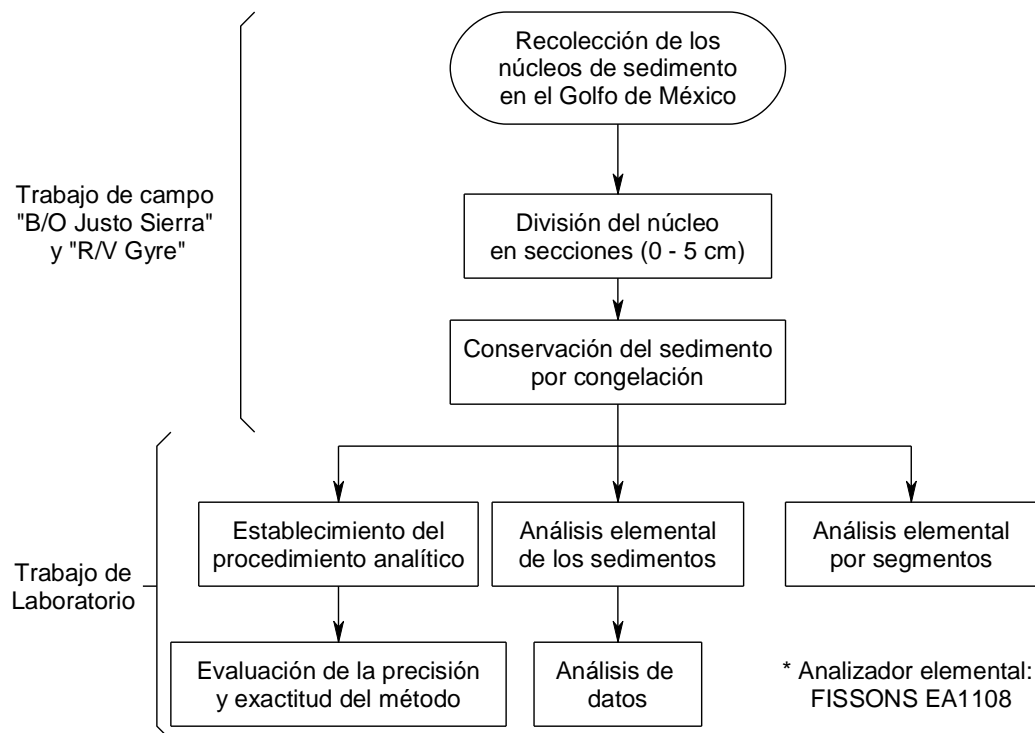 Recolección de los
núcleos de sedimento
en el Golfo de México
Trabajo de campo
"B/O Justo Sierra"
y "R/V Gyre"
División del núcleo
en secciones (0 - 5 cm)
Conservación del sedimento
por congelación
Trabajo de
Laboratorio
Establecimiento del
procedimiento analítico
Análisis elemental
de los sedimentos
Análisis elemental
por segmentos
Evaluación de la precisión
y exactitud del método
Análisis de
datos
* Analizador elemental:
FISSONS EA1108